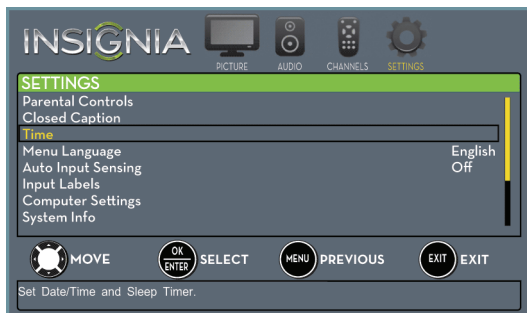 INSIGNIA
PICTURE AUDIO CHANNELS SETTINGS
SETTINGS
Parental Controls
Closed Caption
Time
Menu Language English
Auto Input Sensing Off
Input Labels
Computer Settings
System Info
MOVE OK ENTER SELECT MENU PREVIOUS EXIT EXIT
Set Date/Time and Sleep Timer.